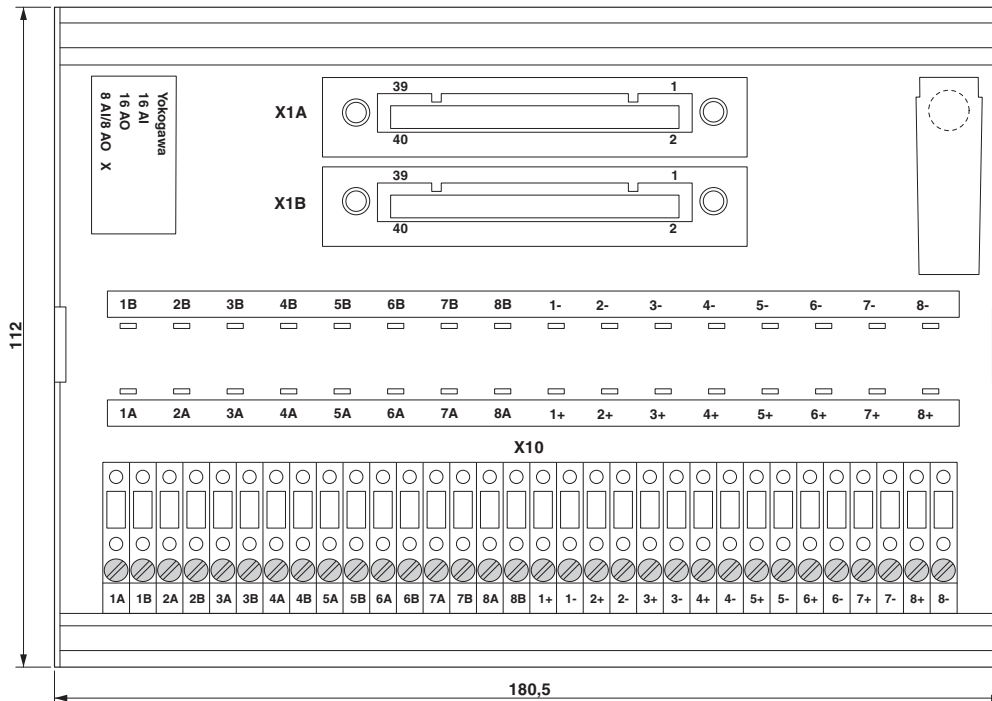 Yokogawa
16 AI
16 AO
8 AI/8 AO X
39 1
X1A
40 2
39 1
X1B
40 2
1B 2B 3B 4B 5B 6B 7B 8B 1- 2- 3- 4- 5- 6- 7- 8-
112
1A 2A 3A 4A 5A 6A 7A 8A 1+ 2+ 3+ 4+ 5+ 6+ 7+ 8+
X10
1A 1B 2A 2B 3A 3B 4A 4B 5A 5B 6A 6B 7A 7B 8A 8B 1+ 1- 2+ 2- 3+ 3- 4+ 4- 5+ 5- 6+ 6- 7+ 7- 8+ 8-
180,5